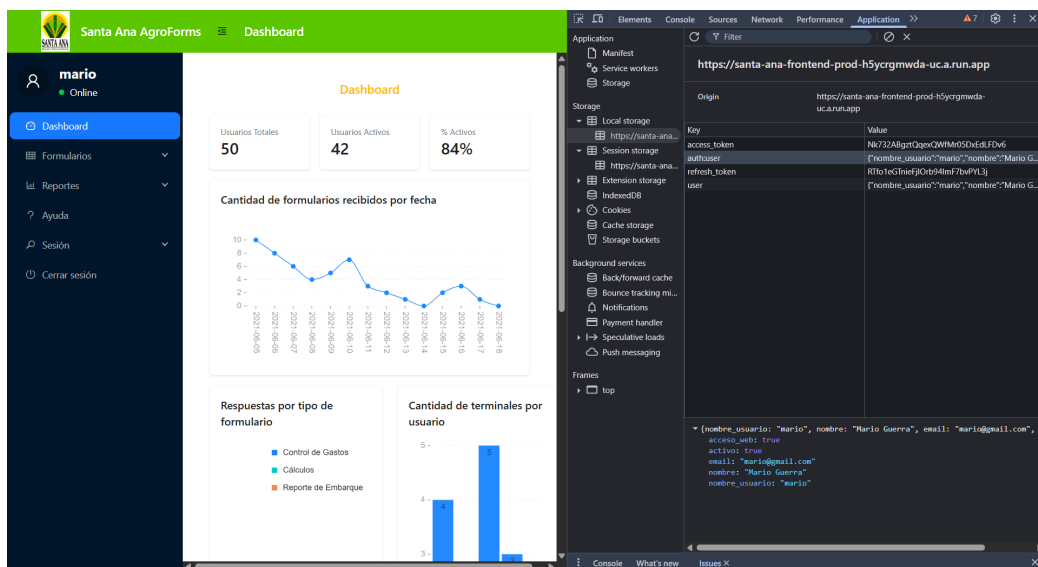 Santa Ana AgroForms
Dashboard
SANTA ANA
mario
Online
Dashboard
Formularios
Reportes
Ayuda
Sesión
Cerrar sesión
Dashboard
Usuarios Totales
50
Usuarios Activos
42
% Activos
84%
Cantidad de formularios recibidos por fecha
10
8
6
4
2
0
2021-06-05
2021-06-06
2021-06-07
2021-06-08
2021-06-09
2021-06-10
2021-06-11
2021-06-12
2021-06-13
2021-06-14
2021-06-15
2021-06-16
2021-06-17
2021-06-18
Respuestas por tipo de
formulario
Control de Gastos
Cálculos
Reporte de Embarque
Cantidad de terminales por
usuario
5
4
3
4
5
Elements Console Sources Network Performance Application 7
Application
Manifest
Service workers
Storage
Storage
Local storage
https://santa-ana...
Session storage
https://santa-ana...
Extension storage
IndexedDB
Cookies
Cache storage
Storage buckets
Background services
Back/forward cache
Bounce tracking mi...
Notifications
Payment handler
Speculative loads
Push messaging
Frames
top
Filter
https://santa-ana-frontend-prod-h5ycrgmwda-uc.a.run.app
Origin
https://santa-ana-frontend-prod-h5ycrgmwda-
uc.a.run.app
Key Value
access_token Nk732ABgztQqexQWfMr05DxEdLFDv6
auth:user {"nombre_usuario":"mario","nombre":"Mario G...
refresh_token RTfo1eGTnieFjlOrb94lmF7bvPYL3j
user {"nombre_usuario":"mario","nombre":"Mario G...
{nombre_usuario: "mario", nombre: "Mario Guerra", email: "mario@gmail.com",
acceso_web: true
activo: true
email: "mario@gmail.com"
nombre: "Mario Guerra"
nombre_usuario: "mario"
Console What's new Issues